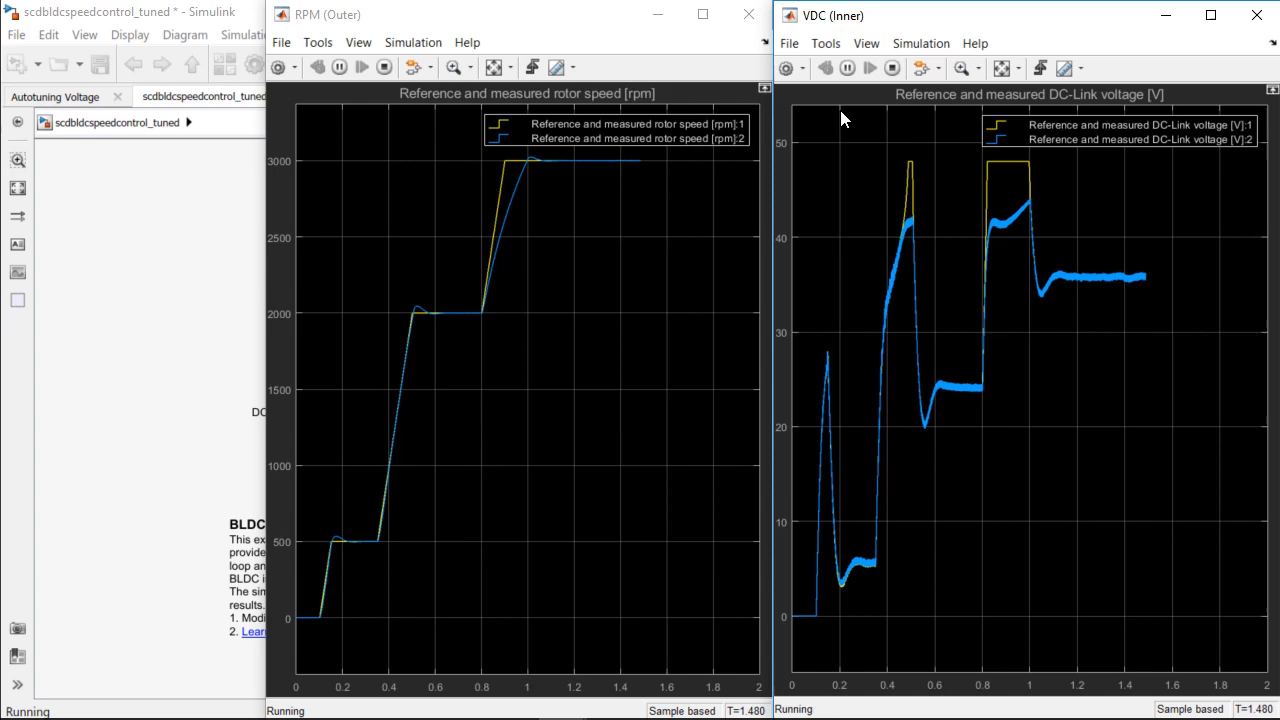 scdbldcspeedcontrol_tuned * - Simulink
File Edit View Display Diagram Simulati
Autotuning Voltage
scdbldcspeedcontrol_tuned
scdbldcspeedcontrol_tuned
DC
BLDC
This ex
provide
loop an
BLDC i
The sin
results.
1. Modi
2. Lear
Running
RPM (Outer)
File Tools View Simulation Help
Reference and measured rotor speed [rpm]
Reference and measured rotor speed [rpm]:1
Reference and measured rotor speed [rpm]:2
3000
2500
2000
1500
1000
500
0
0 0.2 0.4 0.6 0.8 1 1.2 1.4 1.6 1.8 2
Running Sample based T=1.480
VDC (Inner)
File Tools View Simulation Help
Reference and measured DC-Link voltage [V]
Reference and measured DC-Link voltage [V]:1
Reference and measured DC-Link voltage [V]:2
50
40
30
20
10
0
0 0.2 0.4 0.6 0.8 1 1.2 1.4 1.6 1.8 2
Running Sample based T=1.480